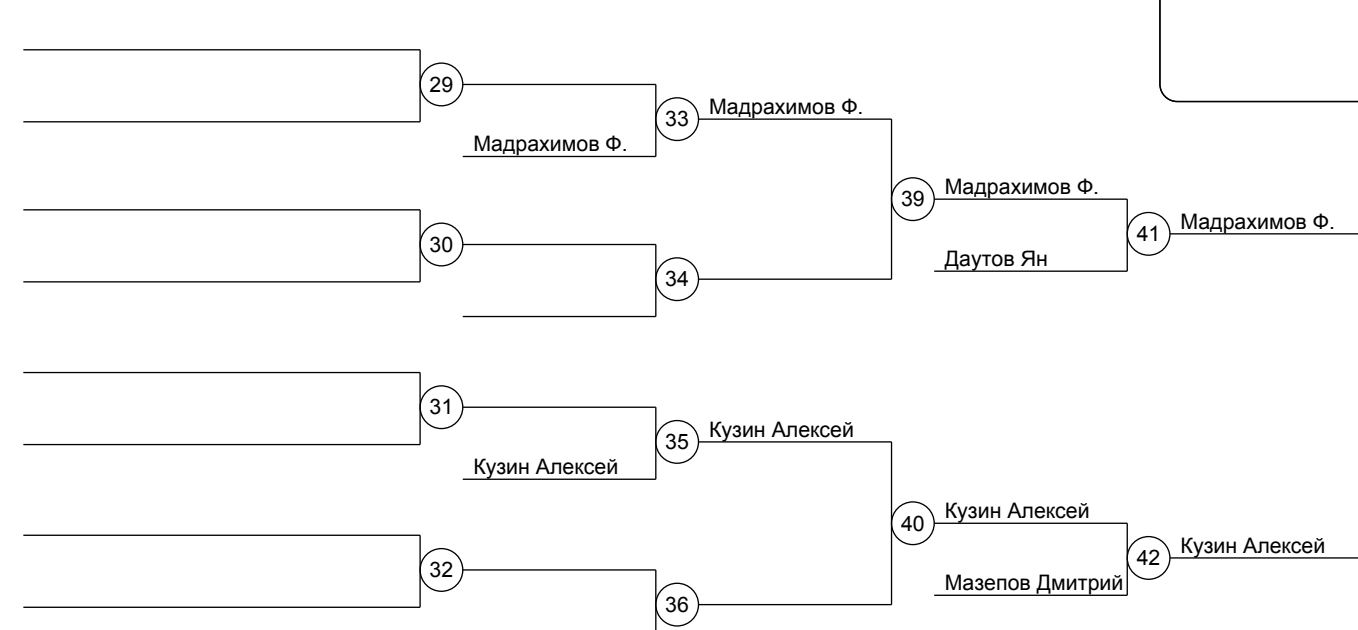 29
33
Мадрахимов Ф.
Мадрахимов Ф.
39
Мадрахимов Ф.
41
Мадрахимов Ф.
30
Даутов Ян
34
31
35
Кузин Алексей
Кузин Алексей
40
Кузин Алексей
42
Кузин Алексей
32
Мазепов Дмитрий
36